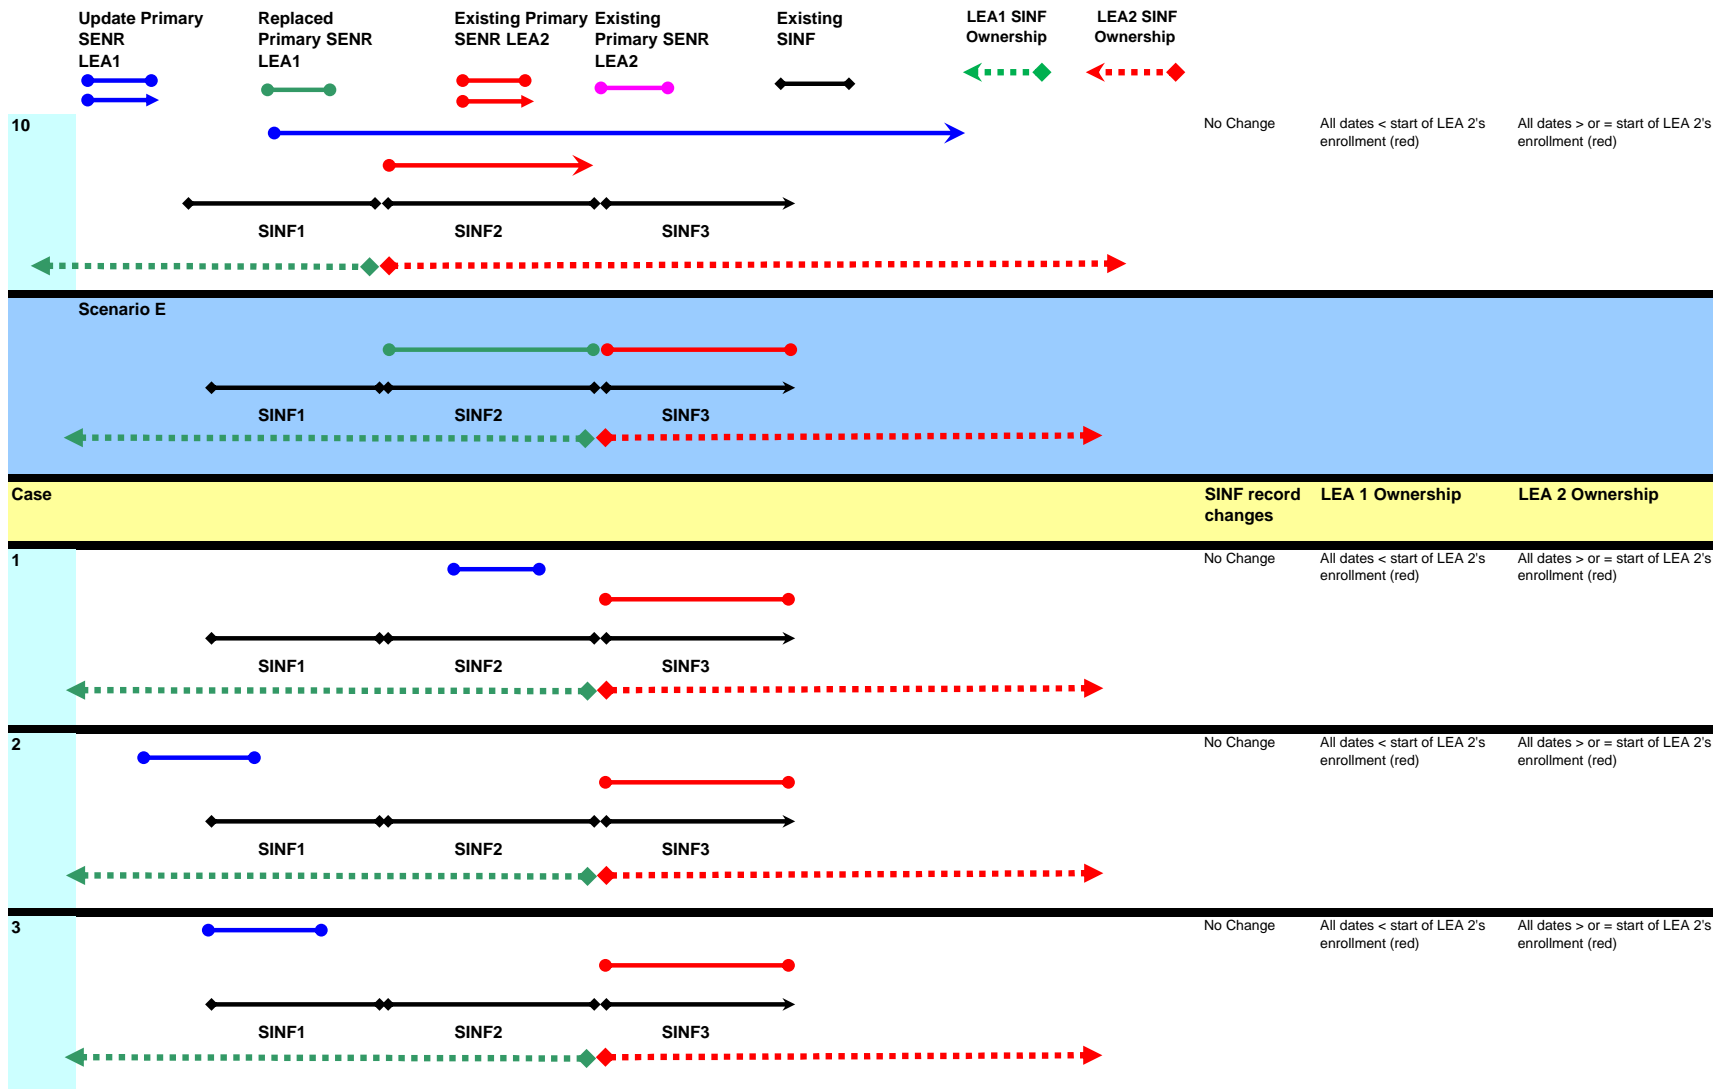 Update Primary
SENR
LEA1
Replaced
Primary SENR
LEA1
Existing Primary
SENR LEA2
Existing
Primary SENR
LEA2
Existing
SINF
LEA1 SINF
Ownership
LEA2 SINF
Ownership
10
No Change
All dates < start of LEA 2's
enrollment (red)
All dates > or = start of LEA 2's
enrollment (red)
SINF1
SINF2
SINF3
Scenario E
SINF1
SINF2
SINF3
Case
SINF record
changes
LEA 1 Ownership
LEA 2 Ownership
1
No Change
All dates < start of LEA 2's
enrollment (red)
All dates > or = start of LEA 2's
enrollment (red)
SINF1
SINF2
SINF3
2
No Change
All dates < start of LEA 2's
enrollment (red)
All dates > or = start of LEA 2's
enrollment (red)
SINF1
SINF2
SINF3
3
No Change
All dates < start of LEA 2's
enrollment (red)
All dates > or = start of LEA 2's
enrollment (red)
SINF1
SINF2
SINF3